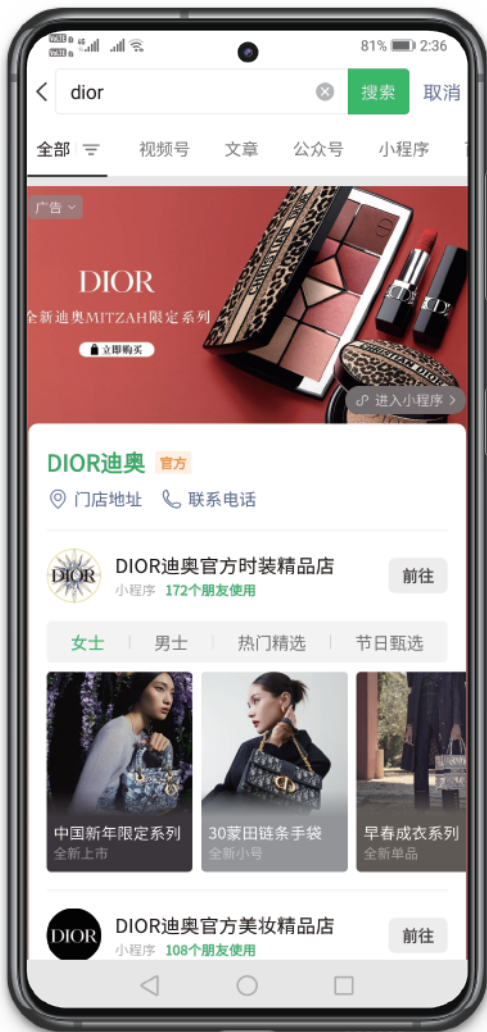 81% 2:36
dior
搜索 取消
全部 视频号 文章 公众号 小程序
广告
DIOR
全新迪奥MITZAH限定系列
立即购买
CHRISTIAN DIOR
进入小程序
DIOR迪奥 官方
门店地址 联系电话
DIOR
DIOR迪奥官方时装精品店
小程序 172个朋友使用
前往
女士 男士 热门精选 节日甄选
中国新年限定系列
全新上市
30蒙田链条手袋
全新小号
早春成衣系列
全新单品
DIOR
DIOR迪奥官方美妆精品店
小程序 108个朋友使用
前往